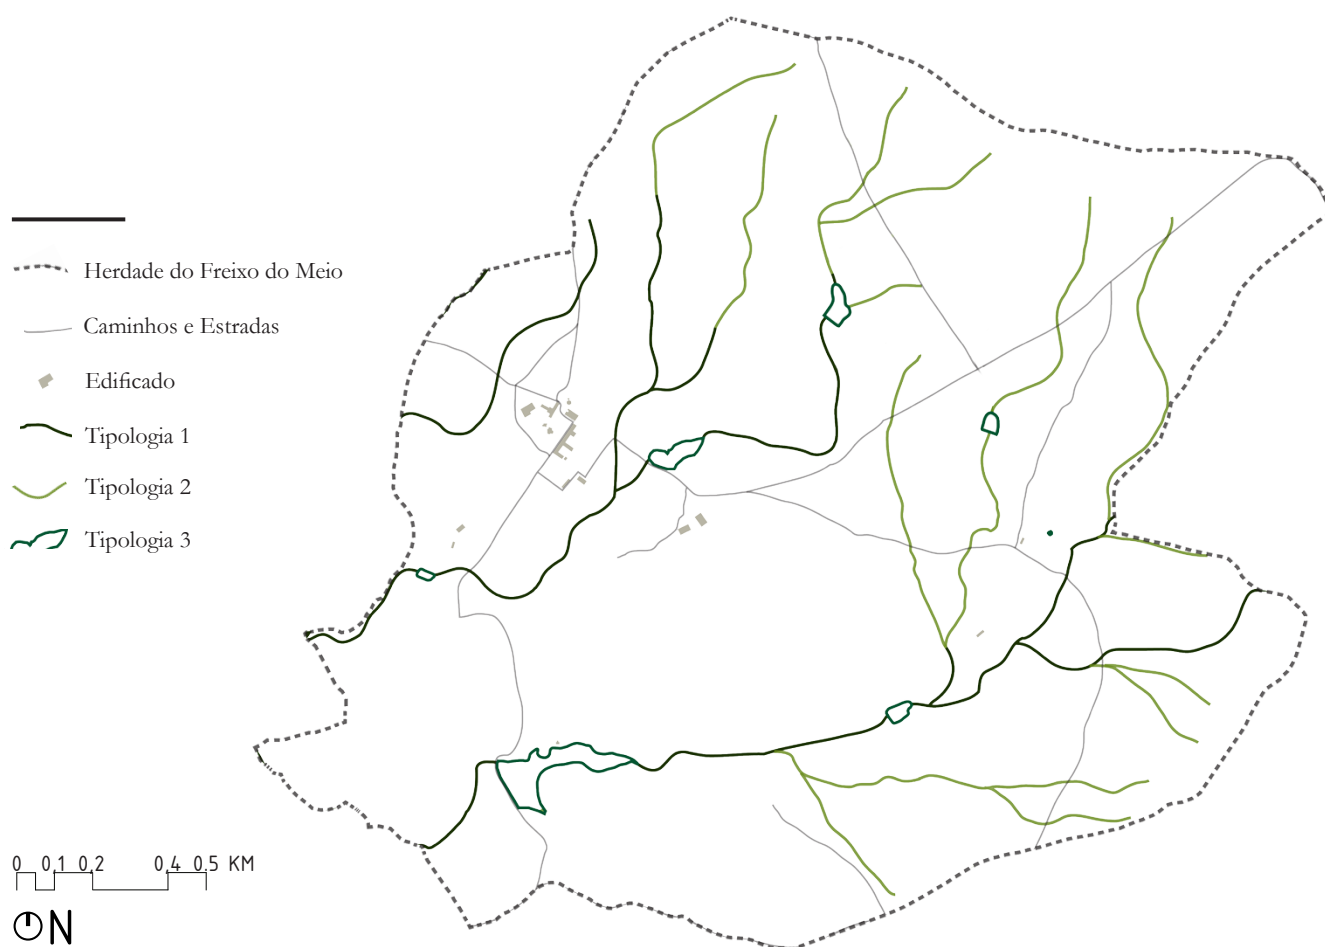 Herdade do Freixo do Meio
Caminhos e Estradas
Edificado
Tipologia 1
Tipologia 2
Tipologia 3
0 0,1 0,2 0,4 0,5 KM
N